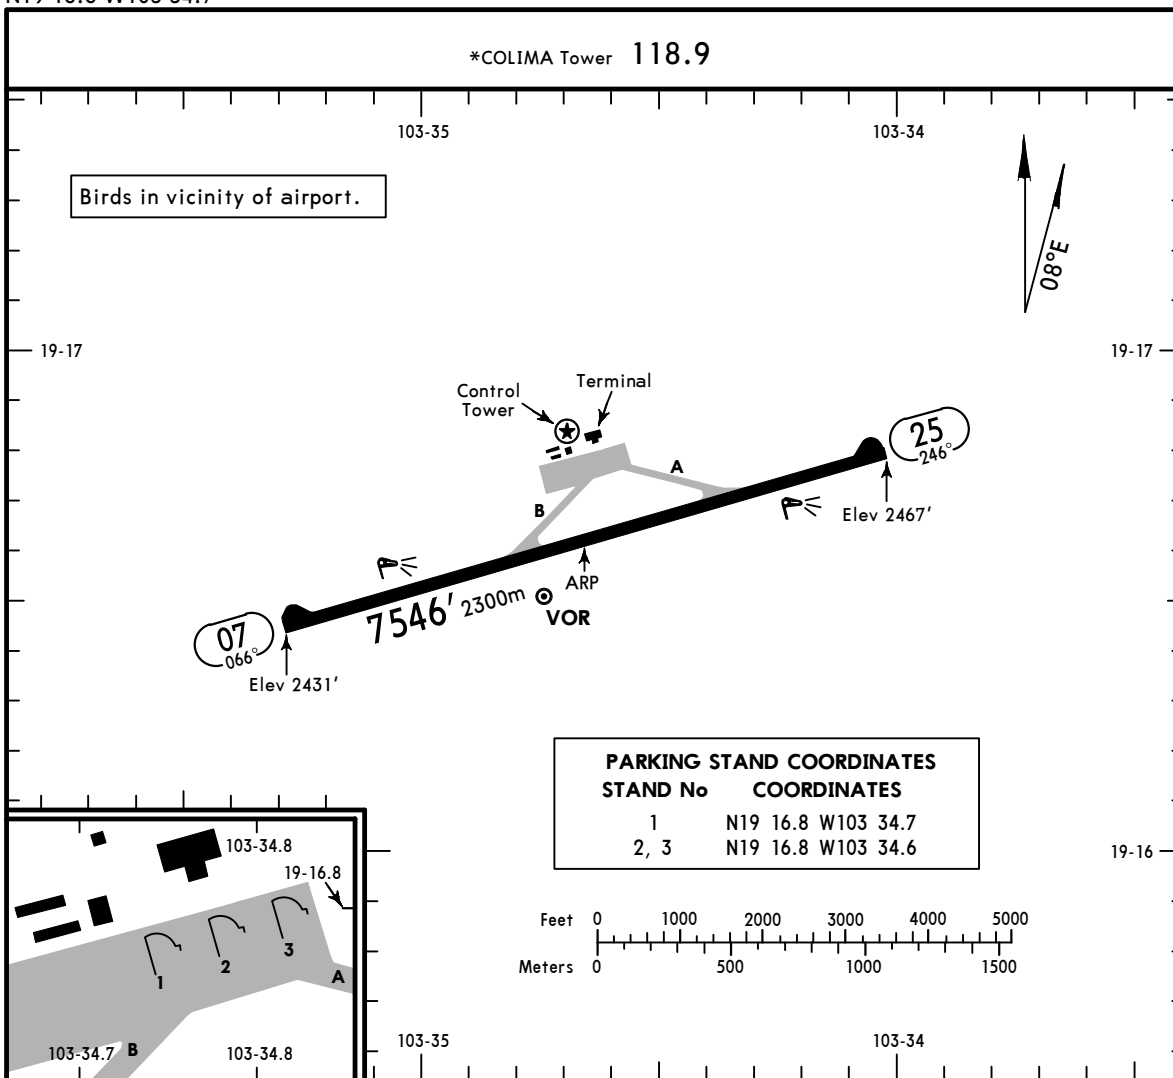 *COLIMA Tower 118.9
103-35
103-34
Birds in vicinity of airport.
08°E
19-17
19-17
Control
Tower
Terminal
A
B
25
246°
Elev 2467'
ARP
VOR
7546' 2300m
07
066°
Elev 2431'
PARKING STAND COORDINATES
STAND No COORDINATES
1 N19 16.8 W103 34.7
2, 3 N19 16.8 W103 34.6
19-16
Feet 0 1000 2000 3000 4000 5000
Meters 0 500 1000 1500
103-34.8
19-16.8
1
2
3
A
B
103-34.7
103-34.8
103-35
103-34